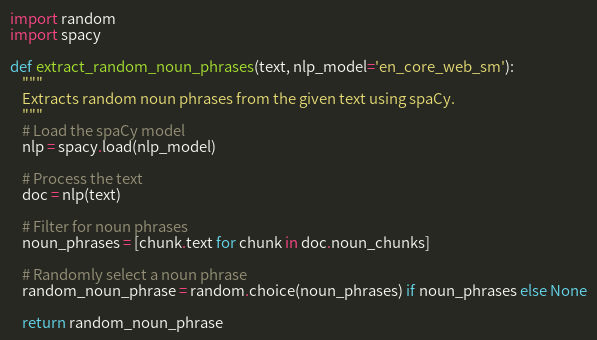 import random
import spacy

def extract_random_noun_phrases(text, nlp_model='en_core_web_sm'):
    """
    Extracts random noun phrases from the given text using spaCy.
    """
    # Load the spaCy model
    nlp = spacy.load(nlp_model)

    # Process the text
    doc = nlp(text)

    # Filter for noun phrases
    noun_phrases = [chunk.text for chunk in doc.noun_chunks]

    # Randomly select a noun phrase
    random_noun_phrase = random.choice(noun_phrases) if noun_phrases else None

    return random_noun_phrase